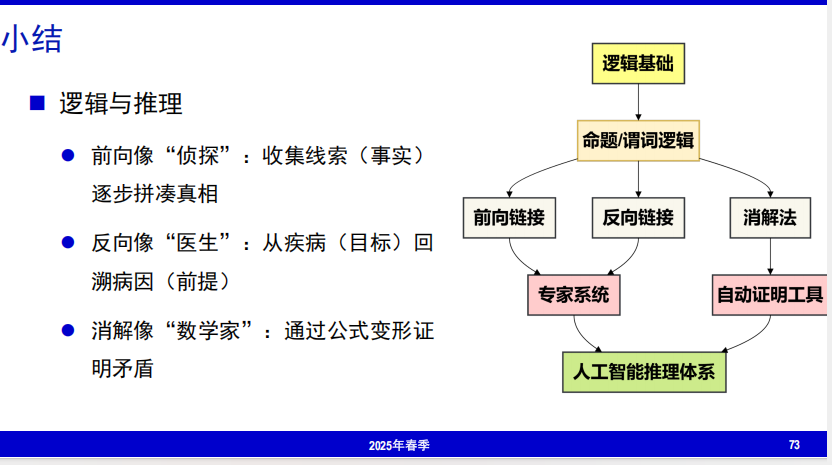 小结
逻辑与推理
前向像“侦探”：收集线索（事实）
逐步拼凑真相
反向像“医生”：从疾病（目标）回
溯病因（前提）
消解像“数学家”：通过公式变形证
明矛盾
逻辑基础
命题/谓词逻辑
前向链接
反向链接
消解法
专家系统
自动证明工具
人工智能推理体系
2025年春季
73